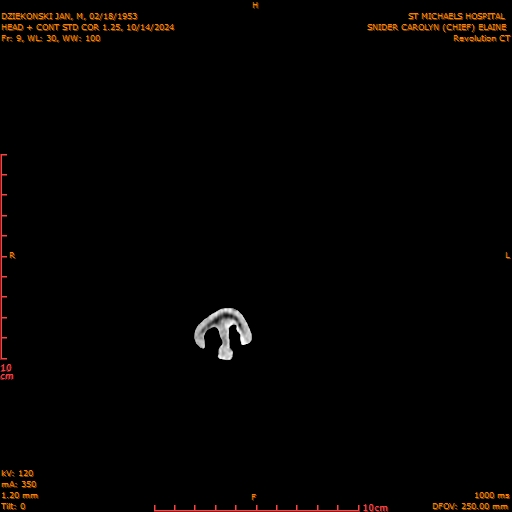 H
DZIEKONSKI JAN, M, 02/18/1953
HEAD + CONT STD COR 1.25, 10/14/2024
Fr: 9, WL: 30, WW: 100
ST MICHAELS HOSPITAL
SNIDER CAROLYN (CHIEF) ELAINE
Revolution CT
R
L
10
cm
kV: 120
mA: 350
1.20 mm
Tilt: 0
F
10cm
1000 ms
DFOV: 250.00 mm